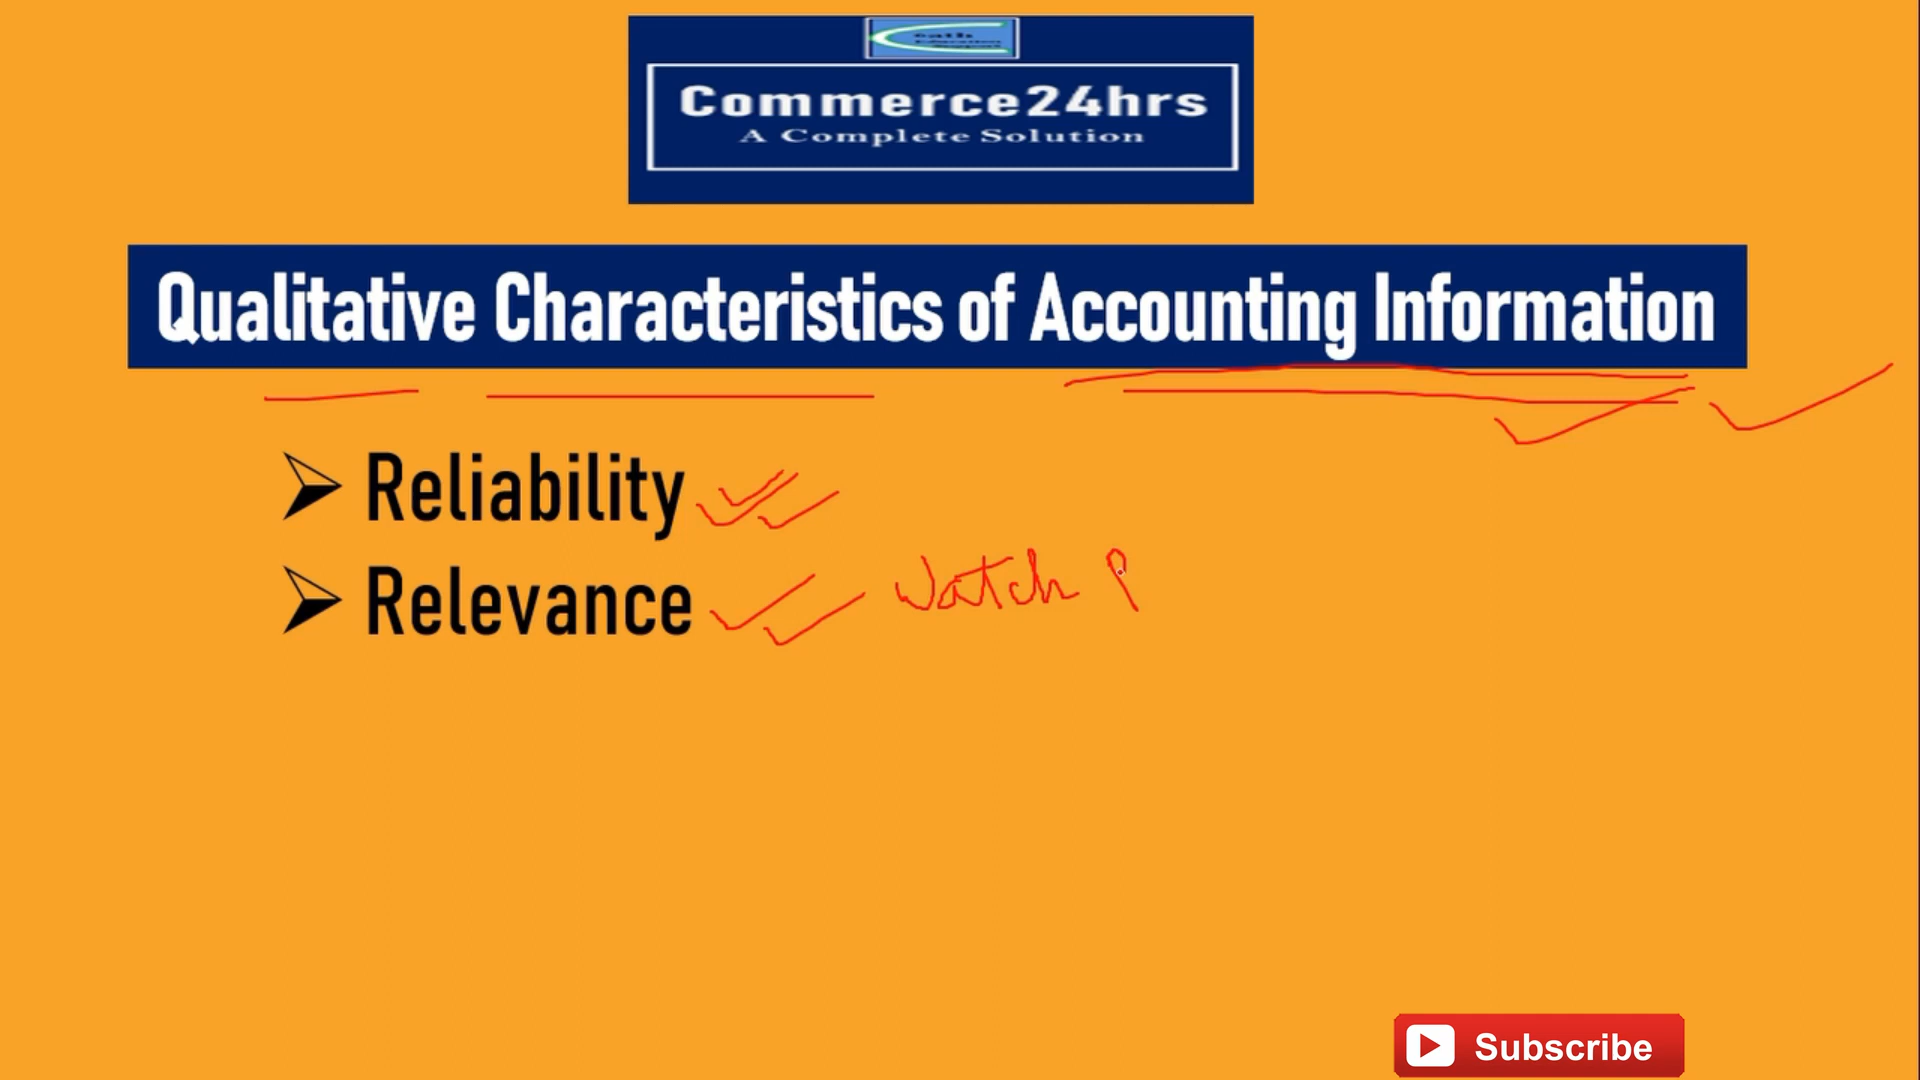 Commerce24hrs
A Complete Solution
Qualitative Characteristics of Accounting Information
Reliability
Relevance
Watch
Subscribe